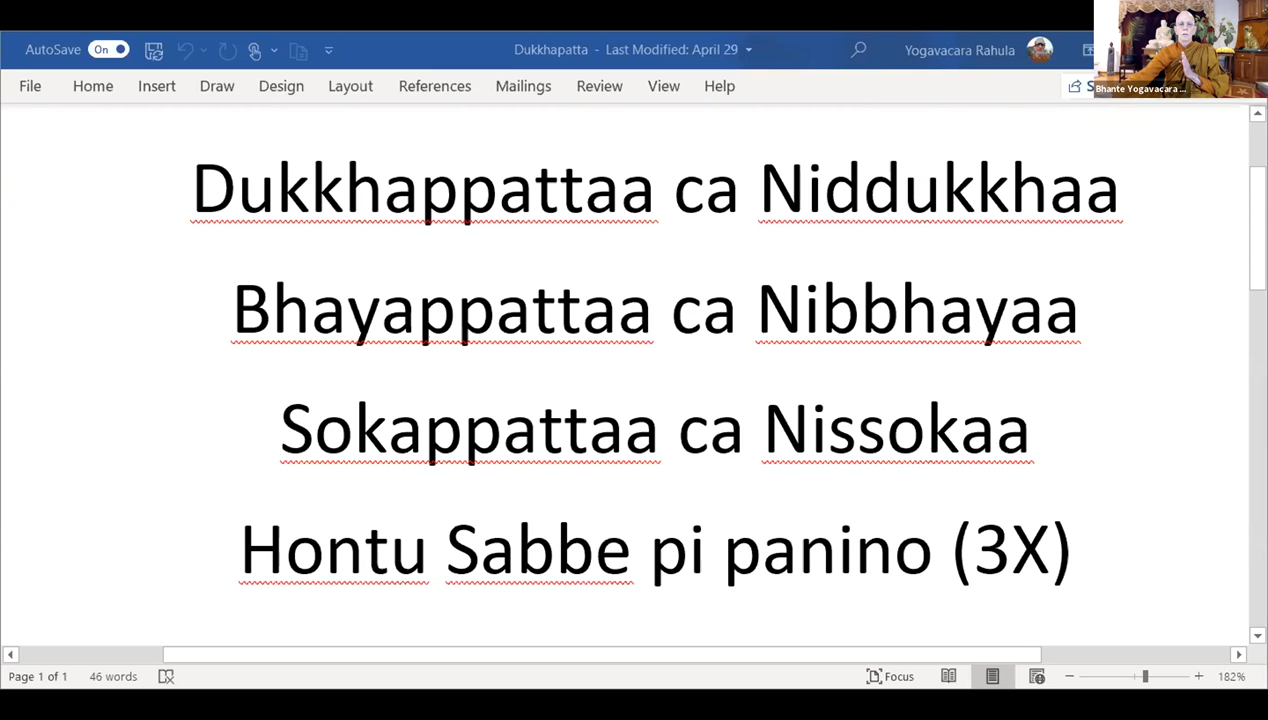 AutoSave On Dukkhapatta - Last Modified: April 29 Yogavacara Rahula
File Home Insert Draw Design Layout References Mailings Review View Help
Bhante Yogavacara ...
Dukkhappattaa ca Niddukkhaa
Bhayappattaa ca Nibbhayaa
Sokappattaa ca Nissokaa
Hontu Sabbe pi panino (3X)
Page 1 of 1 46 words Focus 182%